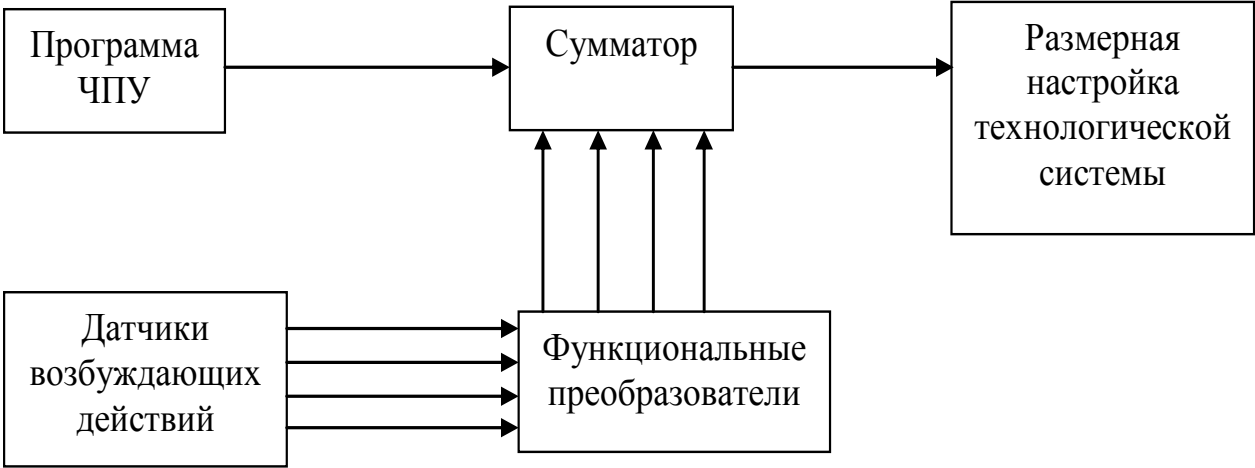 Программа
ЧПУ
Сумматор
Размерная
настройка
технологической
системы
Датчики
возбуждающих
действий
Функциональные
преобразователи